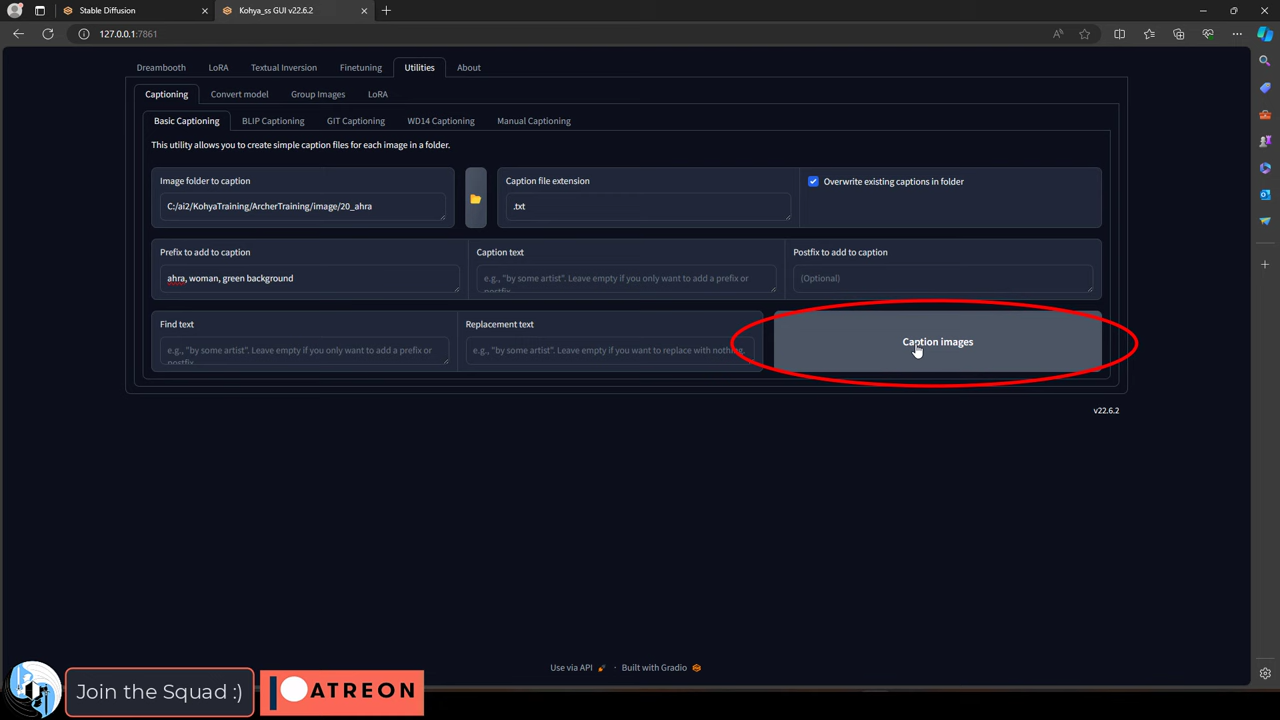 Stable Diffusion
Kohya_ss GUI v22.6.2
127.0.0.1:7861
Dreambooth LoRA Textual Inversion Finetuning Utilities About
Captioning Convert model Group Images LoRA
Basic Captioning BLIP Captioning GIT Captioning WD14 Captioning Manual Captioning
This utility allows you to create simple caption files for each image in a folder.
Image folder to caption
C:/ai2/KohyaTraining/ArcherTraining/image/20_ahra
Caption file extension
.txt
Overwrite existing captions in folder
Prefix to add to caption
ahra, woman, green background
Caption text
e.g., "by some artist". Leave empty if you only want to add a prefix or
postfix.
Postfix to add to caption
(Optional)
Find text
e.g., "by some artist". Leave empty if you only want to add a prefix or
postfix.
Replacement text
e.g., "by some artist". Leave empty if you want to replace with nothing.
Caption images
v22.6.2
Use via API · Built with Gradio
Join the Squad :)
PATREON